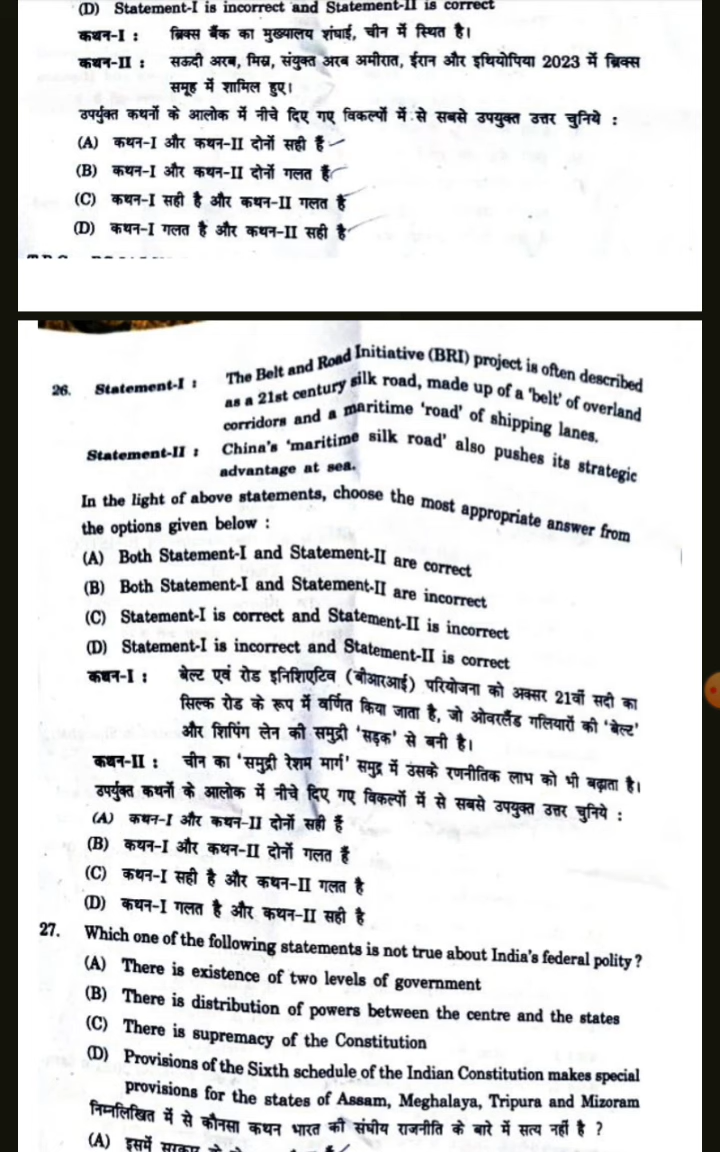 (D) Statement-I is incorrect and Statement-II is correct
कथन-I : ब्रिक्स बैंक का मुख्यालय शंघाई, चीन में स्थित है।
कथन-II : सऊदी अरब, मिस्र, संयुक्त अरब अमीरात, ईरान और इथियोपिया 2023 में ब्रिक्स
समूह में शामिल हुए।
उपर्युक्त कथनों के आलोक में नीचे दिए गए विकल्पों में से सबसे उपयुक्त उत्तर चुनिये :
(A) कथन-I और कथन-II दोनों सही हैं
(B) कथन-I और कथन-II दोनों गलत हैं
(C) कथन-I सही है और कथन-II गलत है
(D) कथन-I गलत है और कथन-II सही है
26. Statement-I : The Belt and Road Initiative (BRI) project is often described
as a 21st century silk road, made up of a 'belt' of overland
corridors and a maritime 'road' of shipping lanes.
Statement-II : China's 'maritime silk road' also pushes its strategic
advantage at sea.
In the light of above statements, choose the most appropriate answer from
the options given below :
(A) Both Statement-I and Statement-II are correct
(B) Both Statement-I and Statement-II are incorrect
(C) Statement-I is correct and Statement-II is incorrect
(D) Statement-I is incorrect and Statement-II is correct
कथन-I : बेल्ट एवं रोड इनिशिएटिव (बीआरआई) परियोजना को अक्सर 21वीं सदी का
सिल्क रोड के रूप में वर्णित किया जाता है, जो ओवरलैंड गलियारों की 'बेल्ट'
और शिपिंग लेन की समुद्री 'सड़क' से बनी है।
कथन-II : चीन का 'समुद्री रेशम मार्ग' समुद्र में उसके रणनीतिक लाभ को भी बढ़ाता है।
उपर्युक्त कथनों के आलोक में नीचे दिए गए विकल्पों में से सबसे उपयुक्त उत्तर चुनिये :
(A) कथन-I और कथन-II दोनों सही हैं
(B) कथन-I और कथन-II दोनों गलत हैं
(C) कथन-I सही है और कथन-II गलत है
(D) कथन-I गलत है और कथन-II सही है
27. Which one of the following statements is not true about India's federal polity ?
(A) There is existence of two levels of government
(B) There is distribution of powers between the centre and the states
(C) There is supremacy of the Constitution
(D) Provisions of the Sixth schedule of the Indian Constitution makes special
provisions for the states of Assam, Meghalaya, Tripura and Mizoram
निम्नलिखित में से कौनसा कथन भारत की संघीय राजनीति के बारे में सत्य नहीं है ?
(A) इसमें